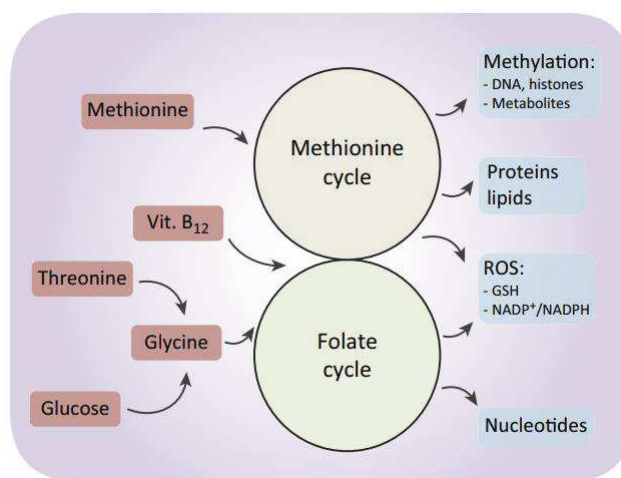 Methylation:
- DNA, histones
- Metabolites
Methionine
Methionine
cycle
Proteins
lipids
Vit. B₁₂
Threonine
ROS:
- GSH
- NADP⁺/NADPH
Glycine
Folate
cycle
Glucose
Nucleotides